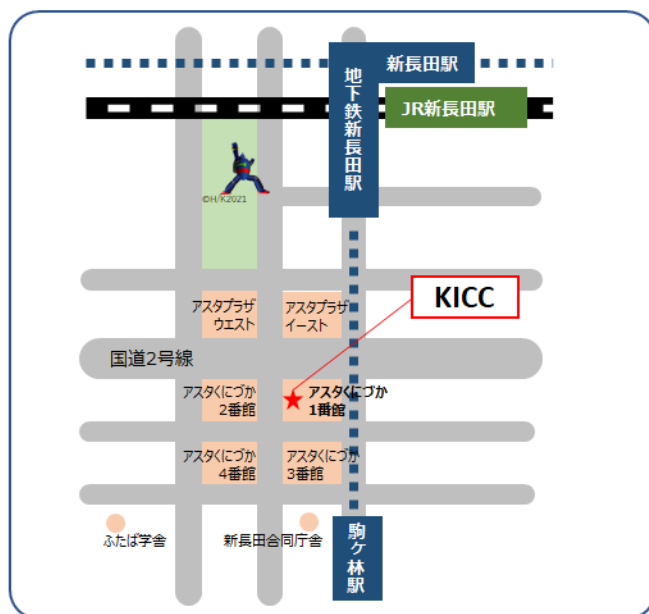 新長田駅
JR新長田駅
地下鉄新長田駅
©H/K2021
KICC
アスタプラザ
ウエスト
アスタプラザ
イースト
国道2号線
アスタくにづか
2番館
アスタくにづか
1番館
アスタくにづか
4番館
アスタくにづか
3番館
ふたば学舎
新長田合同庁舎
駒ヶ林駅